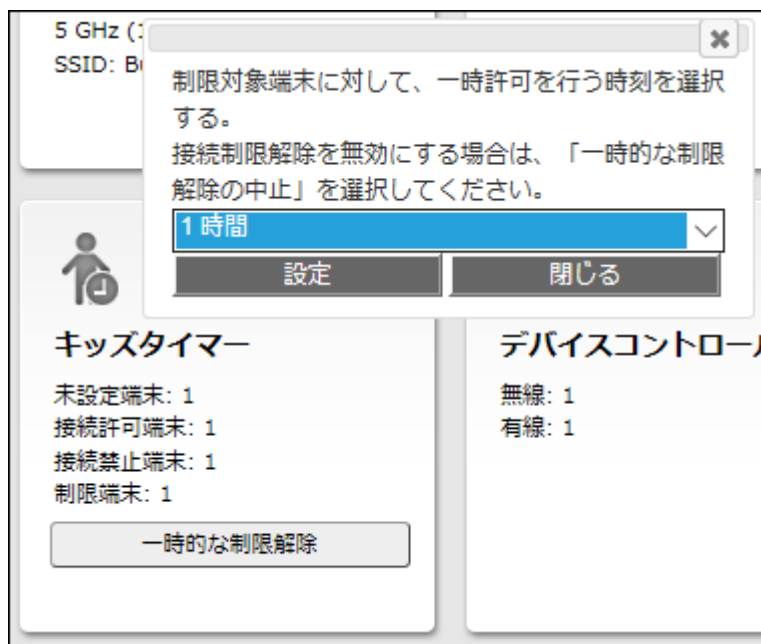 5 GHz (
SSID: B
制限対象端末に対して、一時許可を行う時刻を選択
する。
接続制限解除を無効にする場合は、「一時的な制限
解除の中止」を選択してください。
1 時間
設定
閉じる
キッズタイマー
未設定端末: 1
接続許可端末: 1
接続禁止端末: 1
制限端末: 1
一時的な制限解除
デバイスコントロー
無線: 1
有線: 1